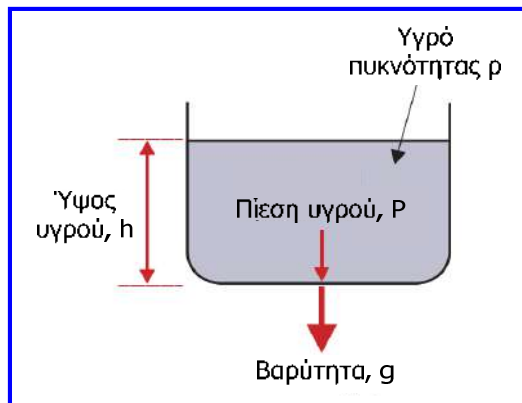 Υγρό
πυκνότητας ρ
Ύψος
υγρού, h
Πίεση υγρού, P
Βαρύτητα, g